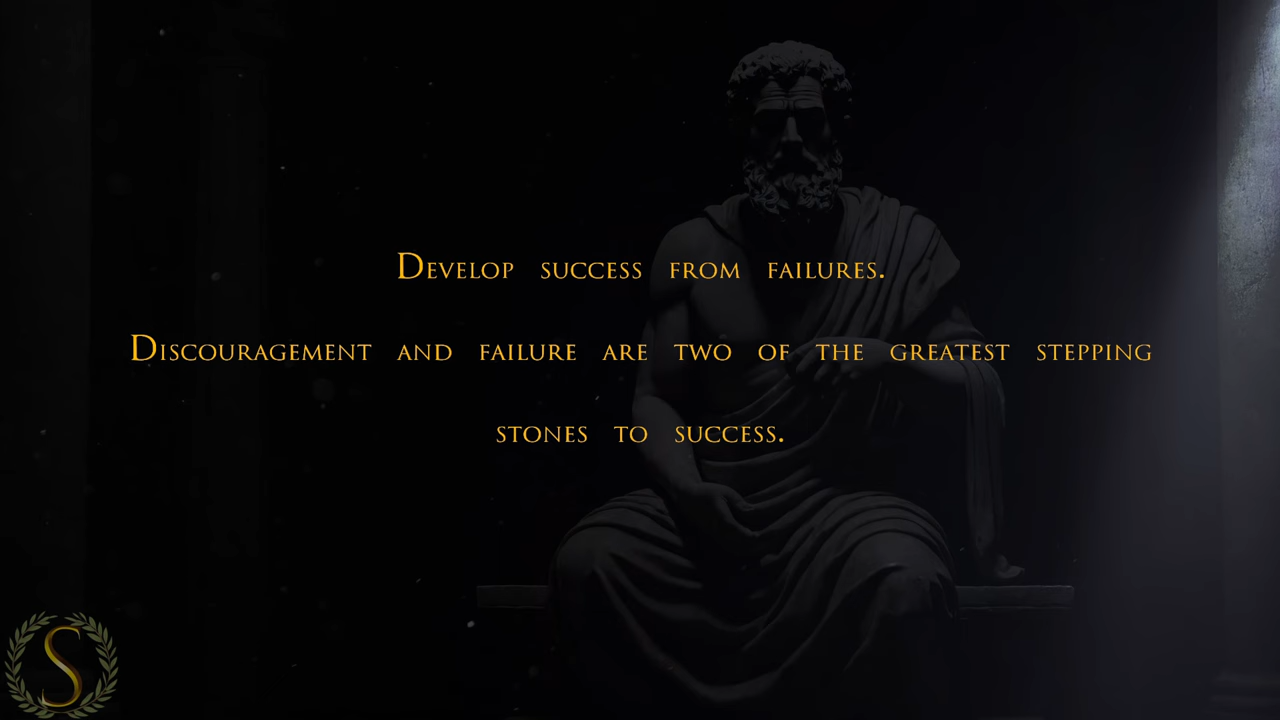 Develop success from failures.
Discouragement and failure are two of the greatest stepping
stones to success.
S